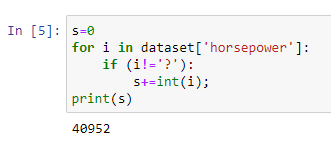 In [5]: s=0
for i in dataset['horsepower']:
    if (i!='?'):
        s+=int(i);
print(s)
40952